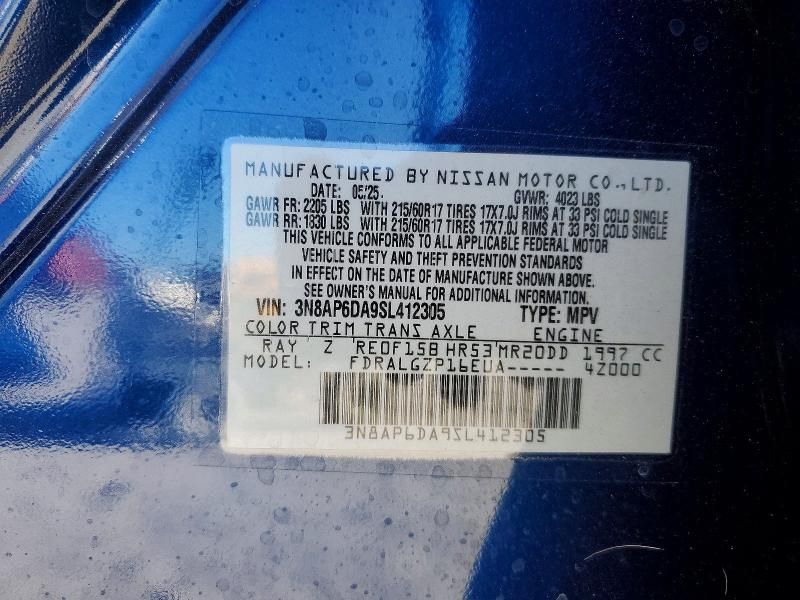 MANUFACTURED BY NISSAN MOTOR CO., LTD.
DATE: 05/25. GVWR: 4023 LBS
GAWR FR: 2205 LBS WITH 215/60R17 TIRES 17X7.0J RIMS AT 33 PSI COLD SINGLE
GAWR RR: 1830 LBS WITH 215/60R17 TIRES 17X7.0J RIMS AT 33 PSI COLD SINGLE
THIS VEHICLE CONFORMS TO ALL APPLICABLE FEDERAL MOTOR
VEHICLE SAFETY AND THEFT PREVENTION STANDARDS
IN EFFECT ON THE DATE OF MANUFACTURE SHOWN ABOVE.
SEE OWNER'S MANUAL FOR ADDITIONAL INFORMATION.
VIN: 3N8AP6DA9SL412305 TYPE: MPV
COLOR TRIM TRANS AXLE ENGINE
RAY Z RE0F15B HR53 MR20DD 1997 CC
MODEL: FDRALGZP16EUA----- 4Z000
3N8AP6DA9SL412305